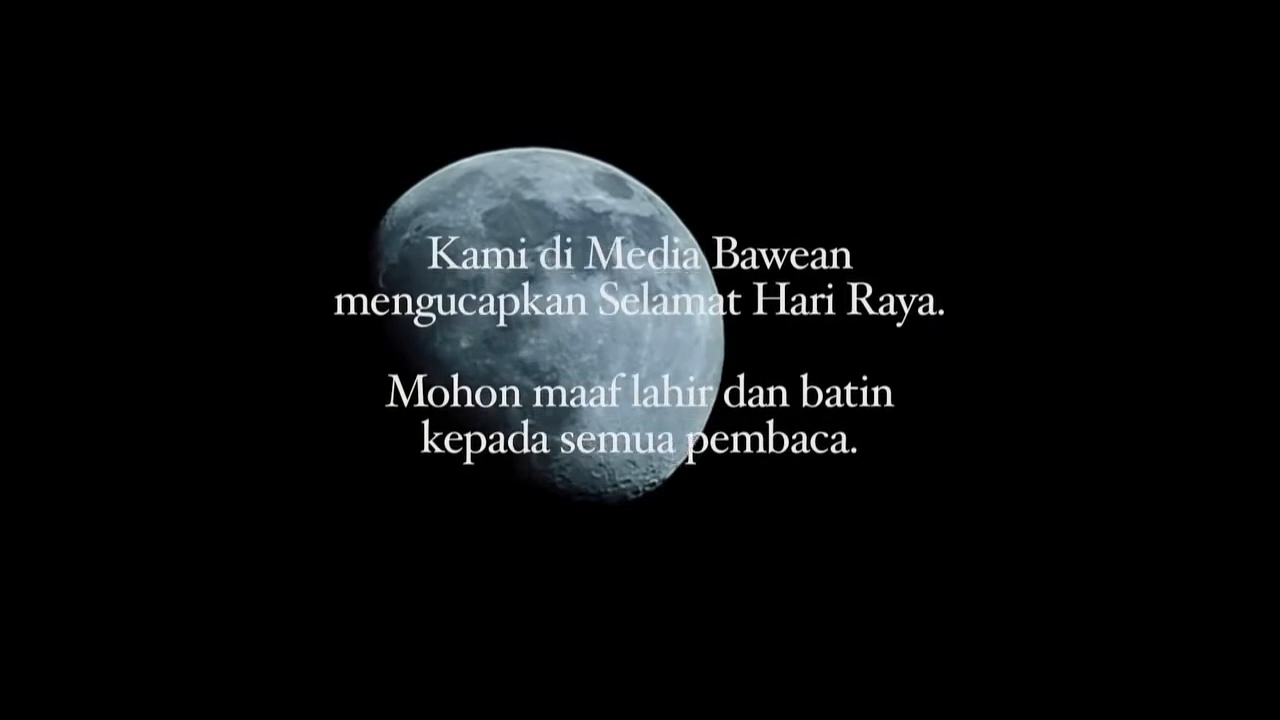 Kami di Media Bawean
mengucapkan Selamat Hari Raya.
Mohon maaf lahir dan batin
kepada semua pembaca.